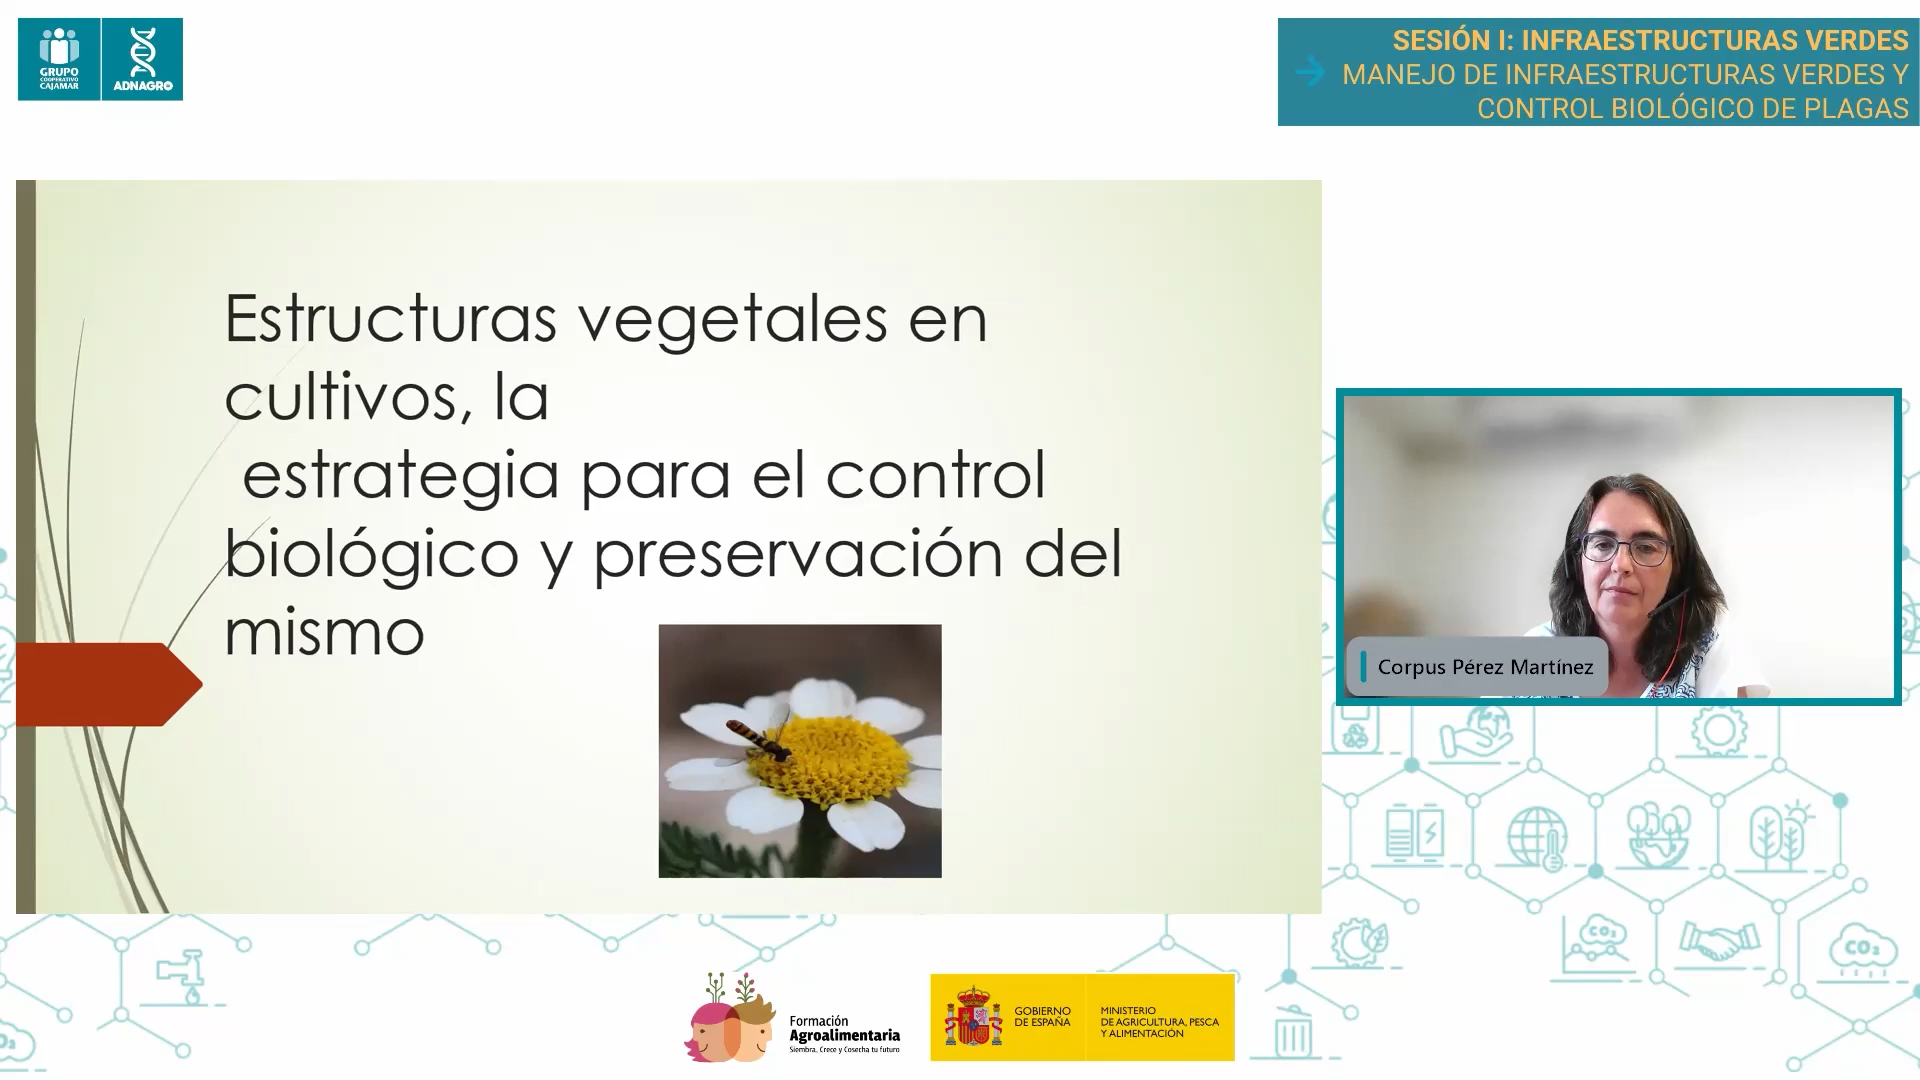 GRUPO
COOPERATIVO
CAJAMAR
ADNAGRO
SESIÓN I: INFRAESTRUCTURAS VERDES
MANEJO DE INFRAESTRUCTURAS VERDES Y
CONTROL BIOLÓGICO DE PLAGAS
Estructuras vegetales en
cultivos, la
estrategia para el control
biológico y preservación del
mismo
Corpus Pérez Martínez
CO₂
CO₂
Formación
Agroalimentaria
Siembra, Crece y Cosecha tu futuro
GOBIERNO
DE ESPAÑA
MINISTERIO
DE AGRICULTURA, PESCA
Y ALIMENTACIÓN